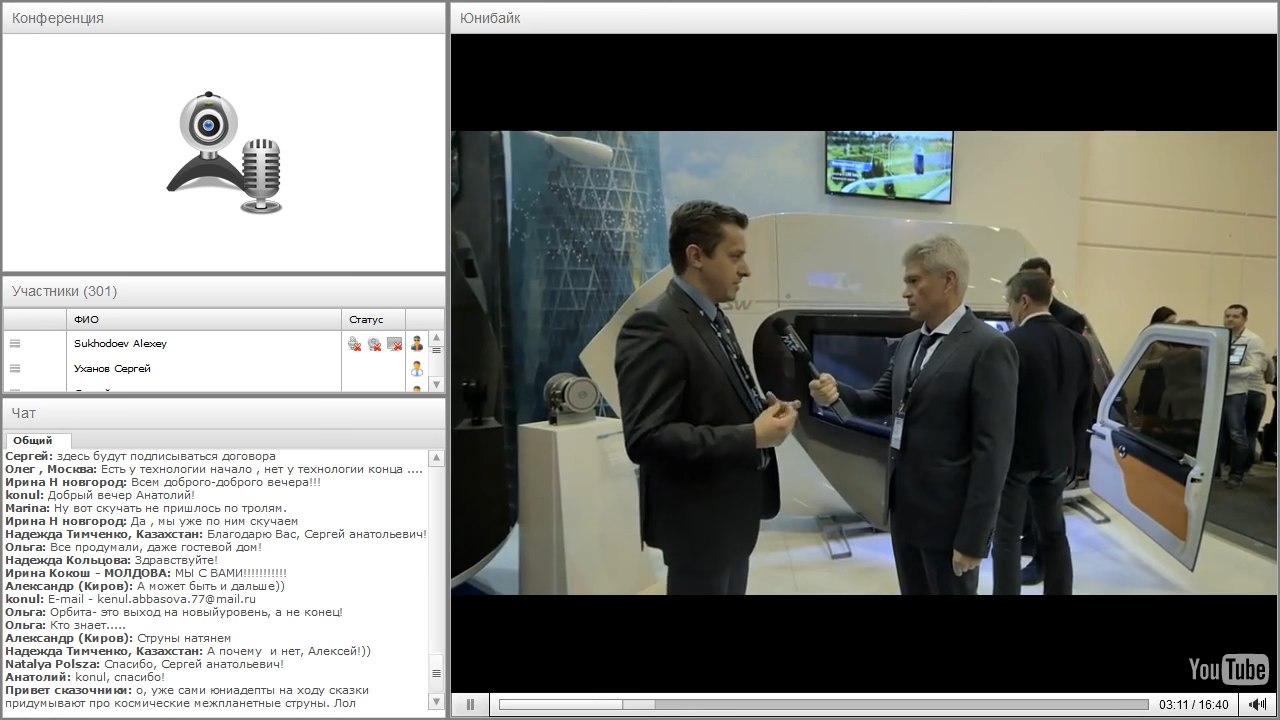 Конференция
Юнибайк
Участники (301)
ФИО
Статус
Sukhodoev Alexey
Уханов Сергей
Чат
Общий
Сергей: здесь будут подписываться договора
Олег , Москва: Есть у технологии начало , нет у технологии конца ....
Ирина Н новгород: Всем доброго-доброго вечера!!!
konul: Добрый вечер Анатолий!
Marina: Ну вот скучать не пришлось по тролям.
Ирина Н новгород: Да , мы уже по ним скучаем
Надежда Тимченко, Казахстан: Благодарю Вас, Сергей анатольевич!
Ольга: Все продумали, даже гостевой дом!
Надежда Кольцова: Здравствуйте!
Ирина Кокош - МОЛДОВА: МЫ С ВАМИ!!!!!!!!!!!
Александр (Киров): А может быть и дальше))
konul: E-mail - kenul.abbasova.77@mail.ru
Ольга: Орбита- это выход на новыйуровень, а не конец!
Ольга: Кто знает.....
Александр (Киров): Струны натянем
Надежда Тимченко, Казахстан: А почему  и нет, Алексей!))
Natalya Polsza: Спасибо, Сергей анатольевич!
Анатолий: konul, спасибо!
Привет сказочники: о, уже сами юниадепты на ходу сказки
придумывают про космические межпланетные струны. Лол
YouTube
03:11 / 16:40